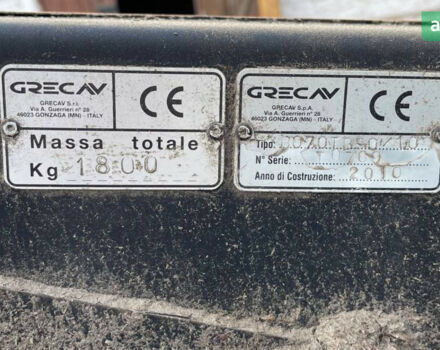 GRECAV
GRECAV S.r.l.
Via A. Guerrieri n° 28
46023 GONZAGA (MN) - ITALY
CE
Massa totale
Kg 1800
GRECAV
GRECAV S.p.A.
Via A. Guerrieri n° 28
46023 GONZAGA (MN) - ITALY
CE
Tipo:
N° Serie:
Anno di Costruzione: 2010
a